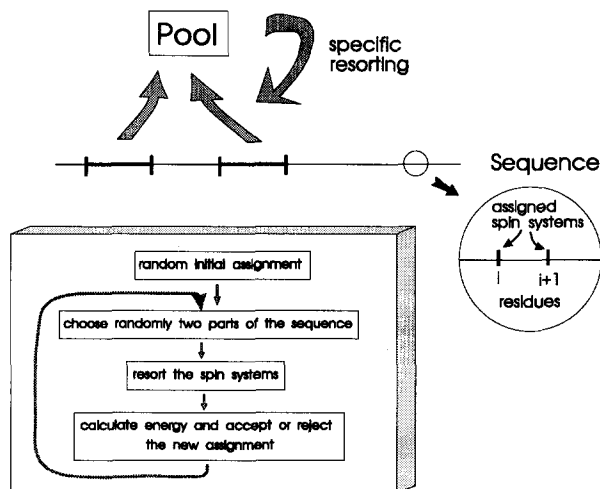 Pool
specific
resorting
Sequence
assigned
spin systems
i i+1
residues
random initial assignment
choose randomly two parts of the sequence
resort the spin systems
calculate energy and accept or reject
the new assignment